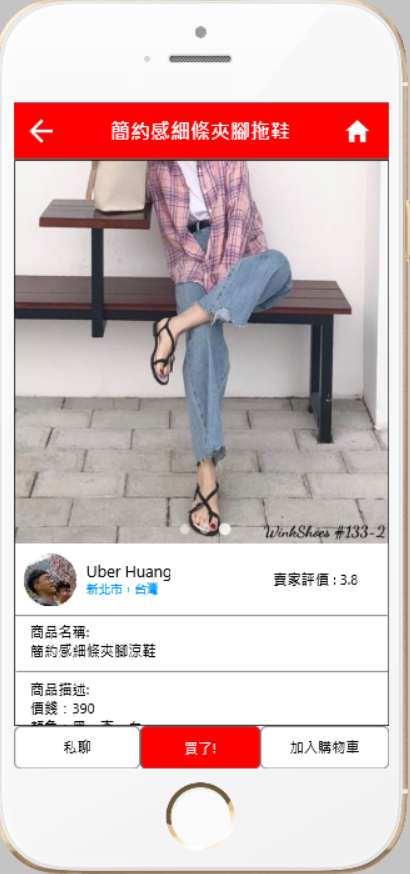 簡約感細條夾腳拖鞋
WinkShoes #133-2
Uber Huang
新北市，台灣
賣家評價 : 3.8
商品名稱:
簡約感細條夾腳涼鞋
商品描述:
價錢：390
私聊
買了!
加入購物車